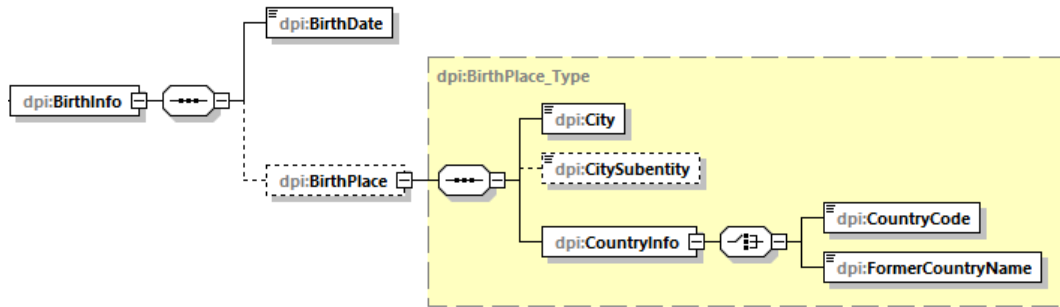 dpi:BirthDate
dpi:BirthPlace_Type
dpi:BirthInfo
dpi:City
dpi:CitySubentity
dpi:BirthPlace
dpi:CountryCode
dpi:CountryInfo
dpi:FormerCountryName